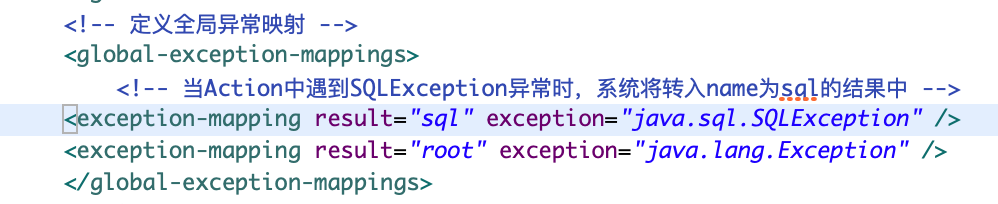 <!-- 定义全局异常映射 -->
<global-exception-mappings>
<!-- 当Action中遇到SQLException异常时，系统将转入name为sql的结果中 -->
<exception-mapping result="sql" exception="java.sql.SQLException" />
<exception-mapping result="root" exception="java.lang.Exception" />
</global-exception-mappings>